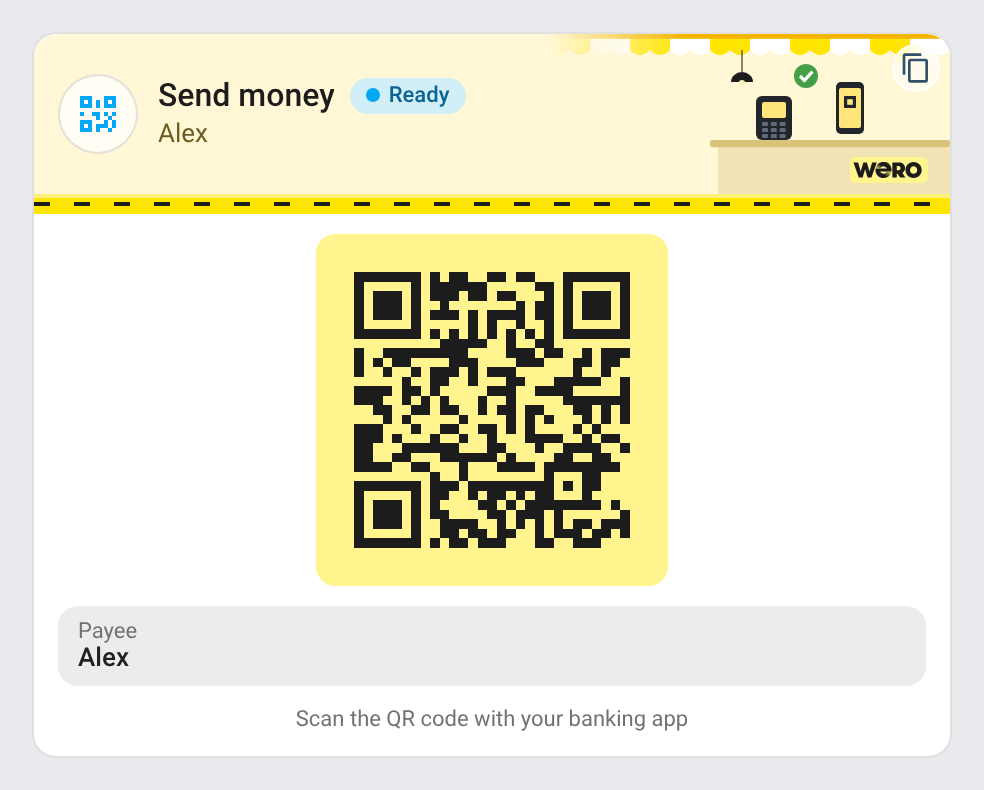 Send money
Ready
Alex
wero
Payee
Alex
Scan the QR code with your banking app